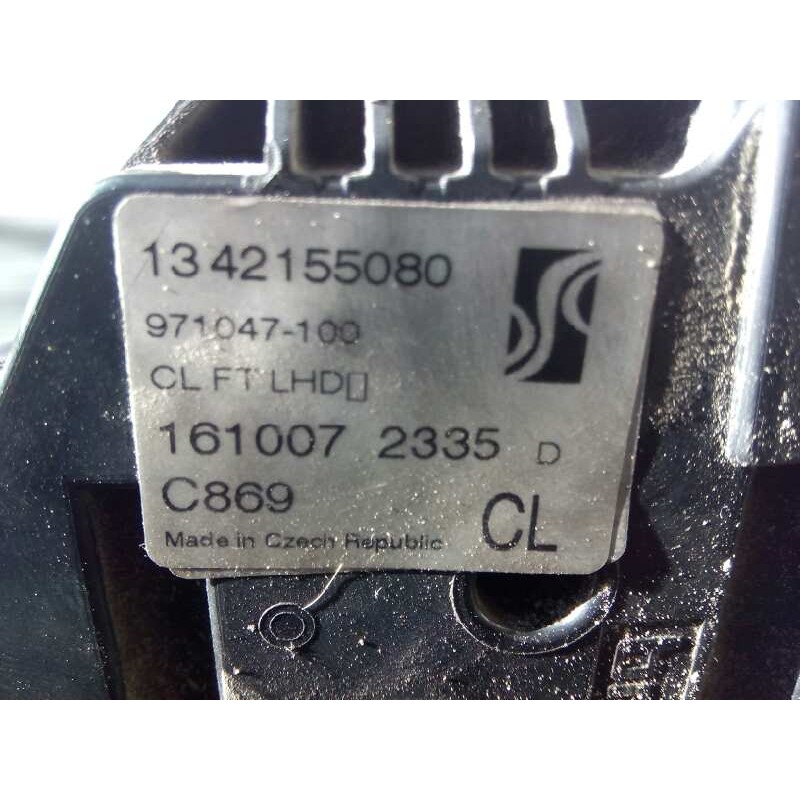 1342155080
971047-100
CL FT LHD▯
161007 2335 D
C869
CL
Made in Czech Republic